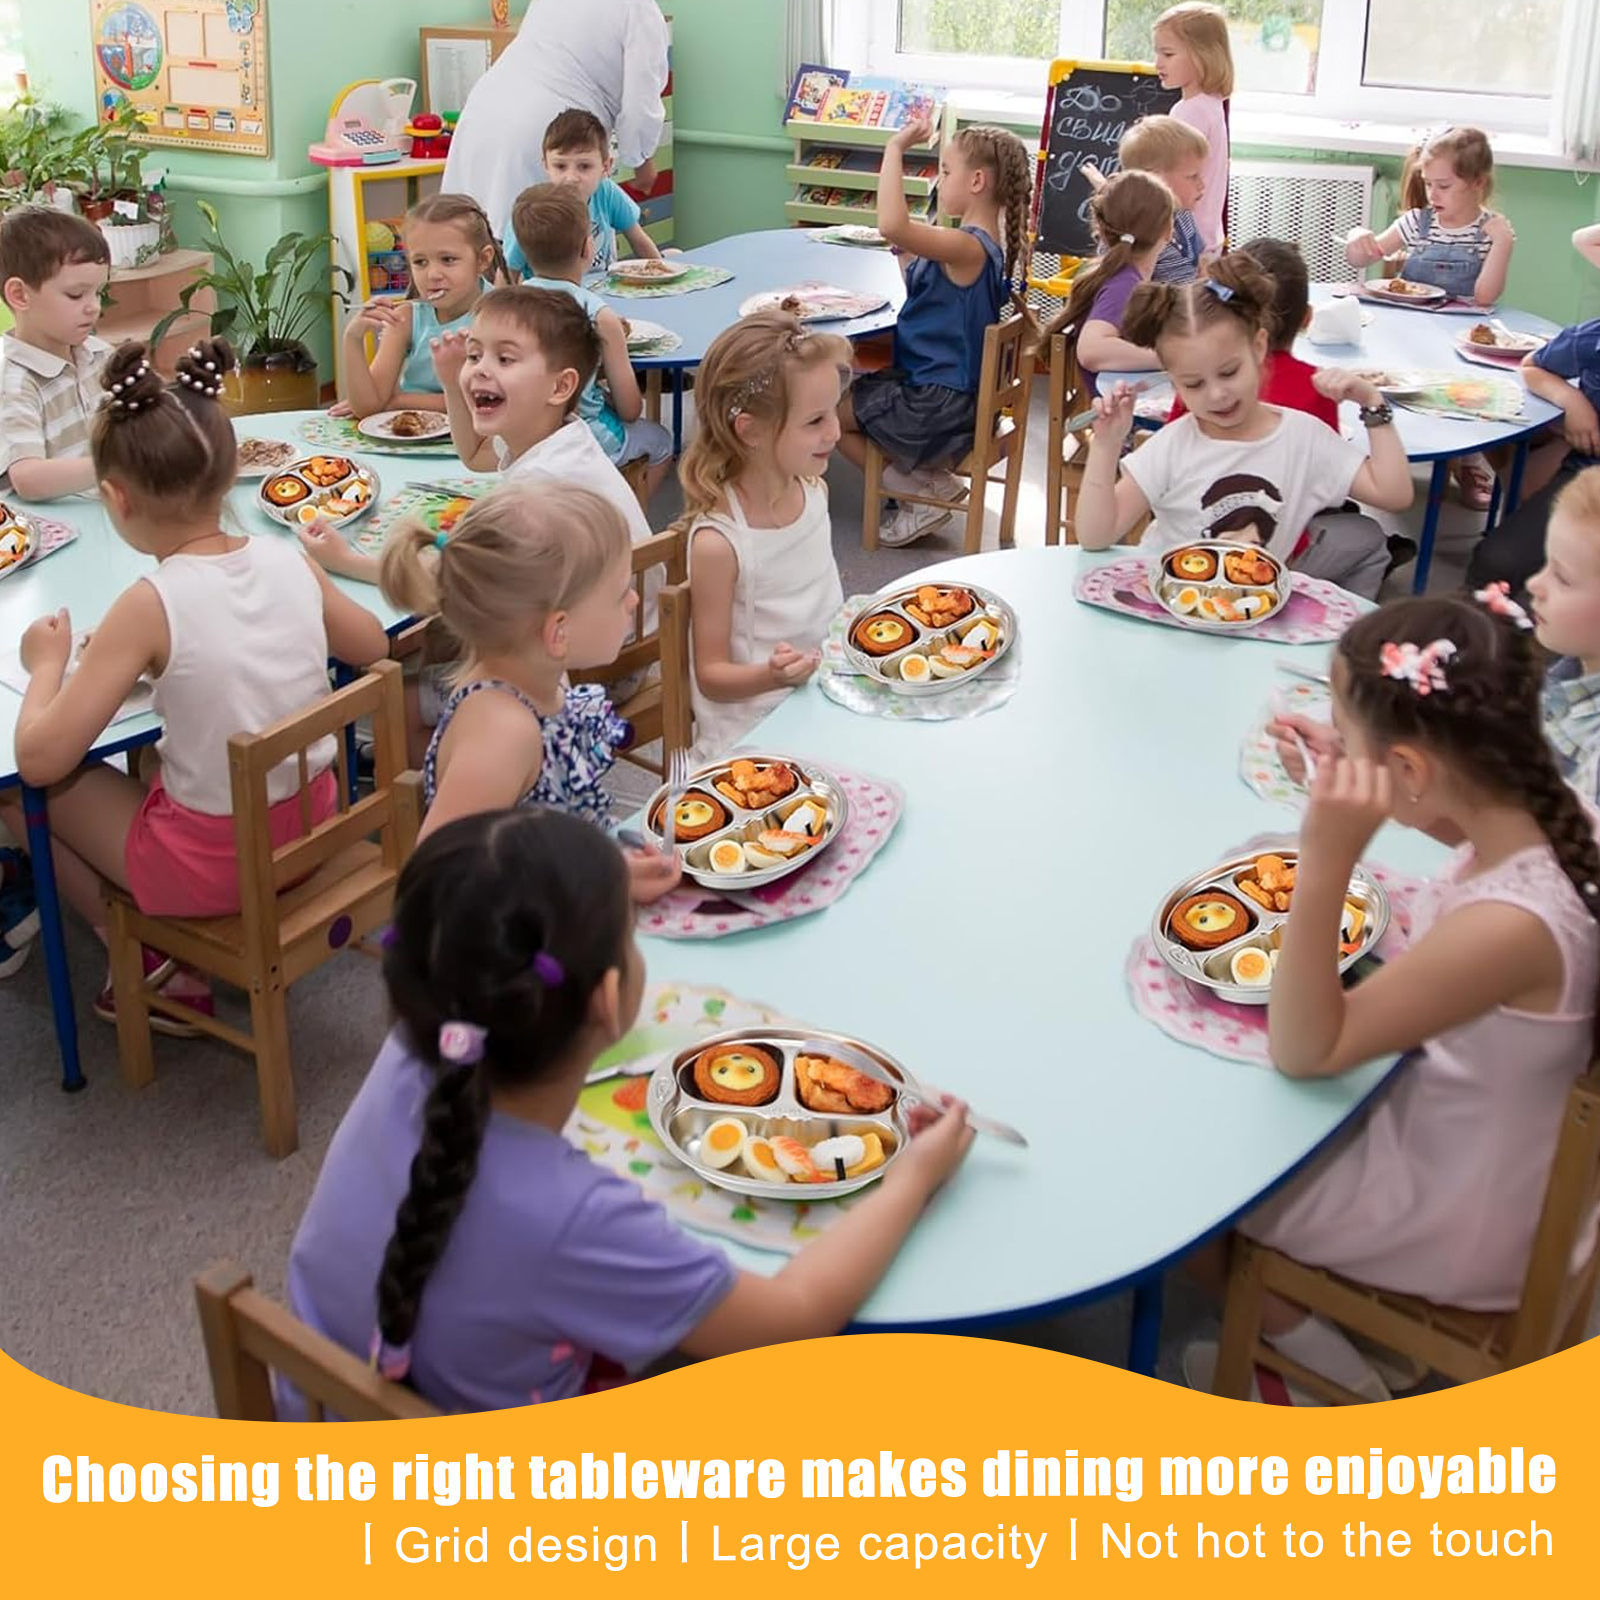 До
свид
дет
Choosing the right tableware makes dining more enjoyable
| Grid design | Large capacity | Not hot to the touch